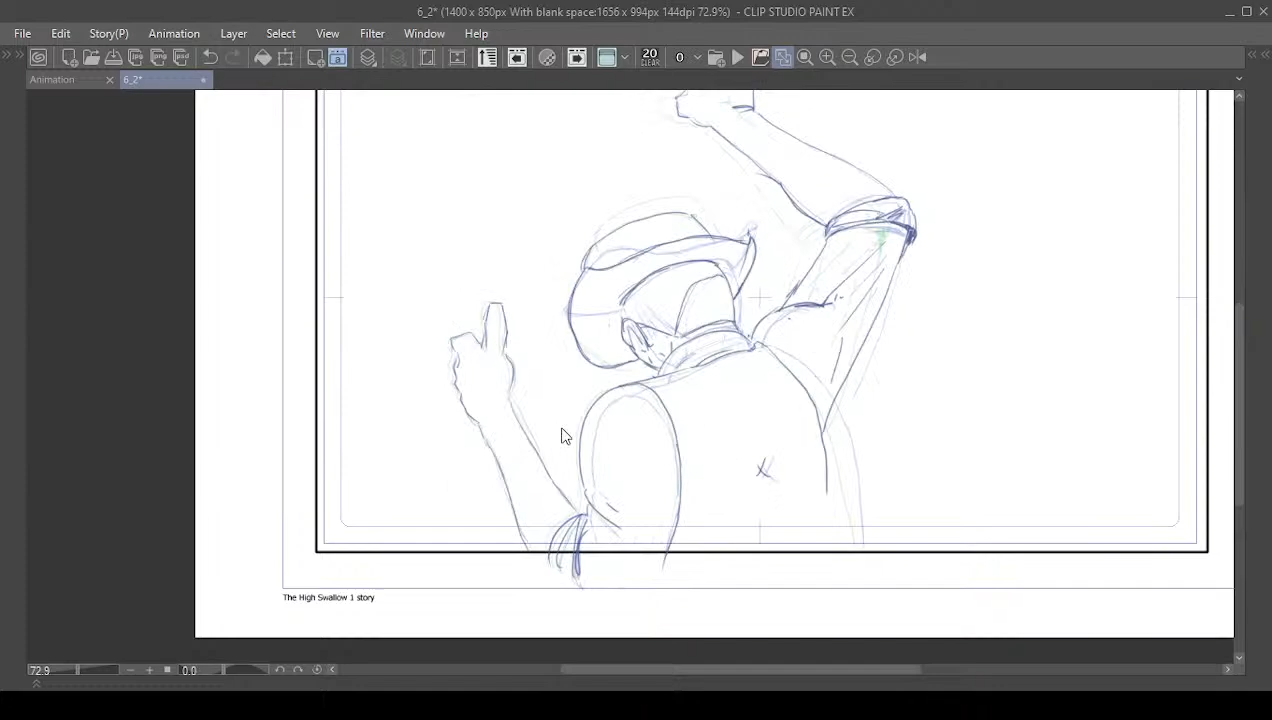 6_2* (1400 x 850px With blank space:1656 x 994px 144dpi 72.9%) - CLIP STUDIO PAINT EX
File Edit Story(P) Animation Layer Select View Filter Window Help
20 CLEAR 0
Animation 6_2*
The High Swallow 1 story
72.9 0.0